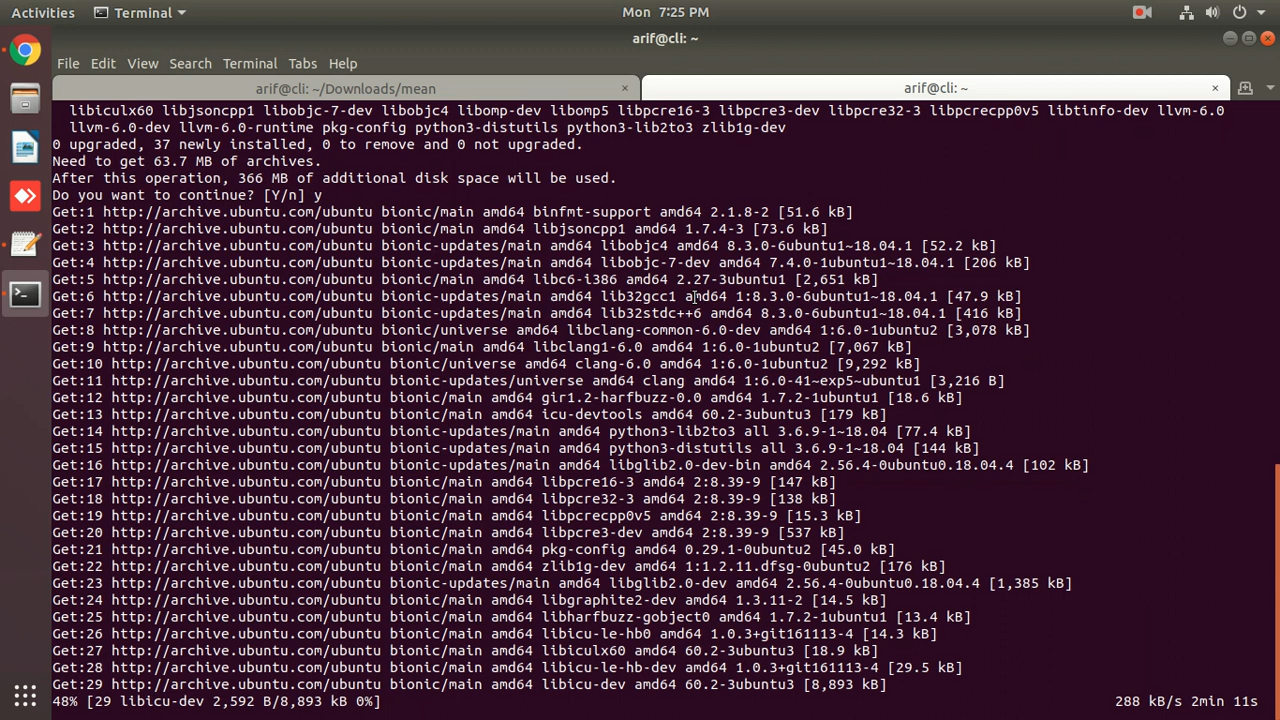 Activities Terminal Mon 7:25 PM
arif@cli: ~
File Edit View Search Terminal Tabs Help
arif@cli: ~/Downloads/mean × arif@cli: ~ ×
libiculx60 libjsoncpp1 libobjc-7-dev libobjc4 libomp-dev libomp5 libpcre16-3 libpcre3-dev libpcre32-3 libpcrecpp0v5 libtinfo-dev llvm-6.0
llvm-6.0-dev llvm-6.0-runtime pkg-config python3-distutils python3-lib2to3 zlib1g-dev
0 upgraded, 37 newly installed, 0 to remove and 0 not upgraded.
Need to get 63.7 MB of archives.
After this operation, 366 MB of additional disk space will be used.
Do you want to continue? [Y/n] y
Get:1 http://archive.ubuntu.com/ubuntu bionic/main amd64 binfmt-support amd64 2.1.8-2 [51.6 kB]
Get:2 http://archive.ubuntu.com/ubuntu bionic/main amd64 libjsoncpp1 amd64 1.7.4-3 [73.6 kB]
Get:3 http://archive.ubuntu.com/ubuntu bionic-updates/main amd64 libobjc4 amd64 8.3.0-6ubuntu1~18.04.1 [52.2 kB]
Get:4 http://archive.ubuntu.com/ubuntu bionic-updates/main amd64 libobjc-7-dev amd64 7.4.0-1ubuntu1~18.04.1 [206 kB]
Get:5 http://archive.ubuntu.com/ubuntu bionic/main amd64 libc6-i386 amd64 2.27-3ubuntu1 [2,651 kB]
Get:6 http://archive.ubuntu.com/ubuntu bionic-updates/main amd64 lib32gcc1 amd64 1:8.3.0-6ubuntu1~18.04.1 [47.9 kB]
Get:7 http://archive.ubuntu.com/ubuntu bionic-updates/main amd64 lib32stdc++6 amd64 8.3.0-6ubuntu1~18.04.1 [416 kB]
Get:8 http://archive.ubuntu.com/ubuntu bionic/universe amd64 libclang-common-6.0-dev amd64 1:6.0-1ubuntu2 [3,078 kB]
Get:9 http://archive.ubuntu.com/ubuntu bionic/main amd64 libclang1-6.0 amd64 1:6.0-1ubuntu2 [7,067 kB]
Get:10 http://archive.ubuntu.com/ubuntu bionic/universe amd64 clang-6.0 amd64 1:6.0-1ubuntu2 [9,292 kB]
Get:11 http://archive.ubuntu.com/ubuntu bionic-updates/universe amd64 clang amd64 1:6.0-41~exp5~ubuntu1 [3,216 B]
Get:12 http://archive.ubuntu.com/ubuntu bionic/main amd64 gir1.2-harfbuzz-0.0 amd64 1.7.2-1ubuntu1 [18.6 kB]
Get:13 http://archive.ubuntu.com/ubuntu bionic/main amd64 icu-devtools amd64 60.2-3ubuntu3 [179 kB]
Get:14 http://archive.ubuntu.com/ubuntu bionic-updates/main amd64 python3-lib2to3 all 3.6.9-1~18.04 [77.4 kB]
Get:15 http://archive.ubuntu.com/ubuntu bionic-updates/main amd64 python3-distutils all 3.6.9-1~18.04 [144 kB]
Get:16 http://archive.ubuntu.com/ubuntu bionic-updates/main amd64 libglib2.0-dev-bin amd64 2.56.4-0ubuntu0.18.04.4 [102 kB]
Get:17 http://archive.ubuntu.com/ubuntu bionic/main amd64 libpcre16-3 amd64 2:8.39-9 [147 kB]
Get:18 http://archive.ubuntu.com/ubuntu bionic/main amd64 libpcre32-3 amd64 2:8.39-9 [138 kB]
Get:19 http://archive.ubuntu.com/ubuntu bionic/main amd64 libpcrecpp0v5 amd64 2:8.39-9 [15.3 kB]
Get:20 http://archive.ubuntu.com/ubuntu bionic/main amd64 libpcre3-dev amd64 2:8.39-9 [537 kB]
Get:21 http://archive.ubuntu.com/ubuntu bionic/main amd64 pkg-config amd64 0.29.1-0ubuntu2 [45.0 kB]
Get:22 http://archive.ubuntu.com/ubuntu bionic/main amd64 zlib1g-dev amd64 1:1.2.11.dfsg-0ubuntu2 [176 kB]
Get:23 http://archive.ubuntu.com/ubuntu bionic-updates/main amd64 libglib2.0-dev amd64 2.56.4-0ubuntu0.18.04.4 [1,385 kB]
Get:24 http://archive.ubuntu.com/ubuntu bionic/main amd64 libgraphite2-dev amd64 1.3.11-2 [14.5 kB]
Get:25 http://archive.ubuntu.com/ubuntu bionic/main amd64 libharfbuzz-gobject0 amd64 1.7.2-1ubuntu1 [13.4 kB]
Get:26 http://archive.ubuntu.com/ubuntu bionic/main amd64 libicu-le-hb0 amd64 1.0.3+git161113-4 [14.3 kB]
Get:27 http://archive.ubuntu.com/ubuntu bionic/main amd64 libiculx60 amd64 60.2-3ubuntu3 [18.9 kB]
Get:28 http://archive.ubuntu.com/ubuntu bionic/main amd64 libicu-le-hb-dev amd64 1.0.3+git161113-4 [29.5 kB]
Get:29 http://archive.ubuntu.com/ubuntu bionic/main amd64 libicu-dev amd64 60.2-3ubuntu3 [8,893 kB]
48% [29 libicu-dev 2,592 B/8,893 kB 0%] 288 kB/s 2min 11s